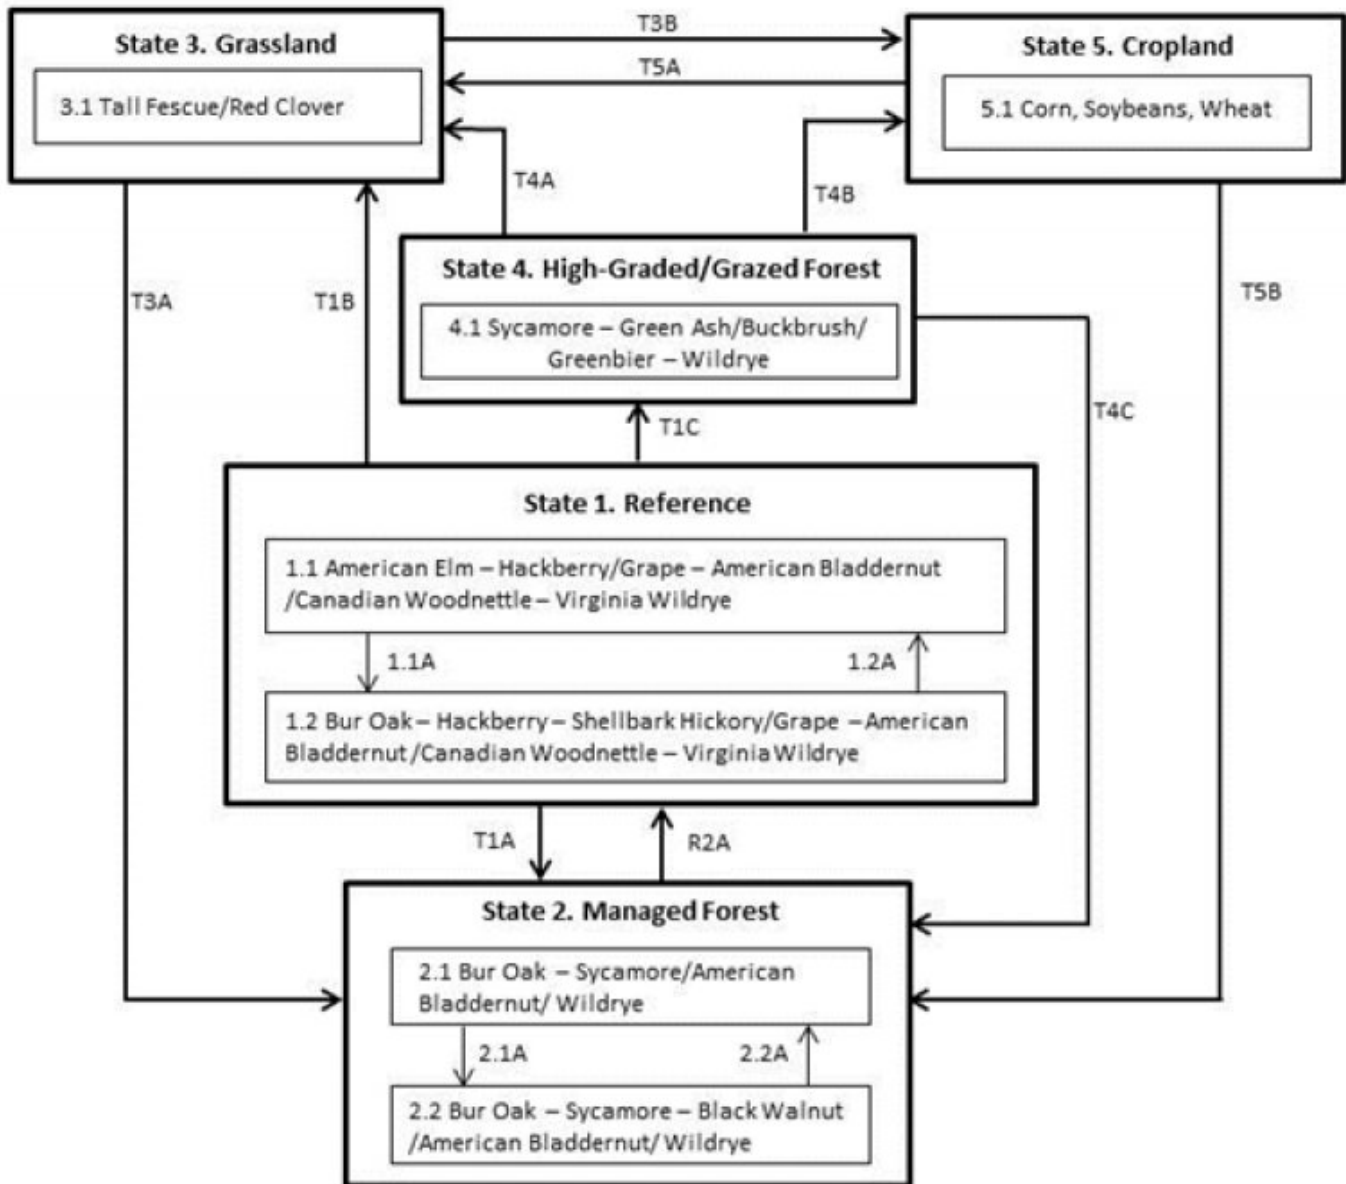 State 3. Grassland
3.1 Tall Fescue/Red Clover
T3B
T5A
State 5. Cropland
5.1 Corn, Soybeans, Wheat
T4A
T4B
T3A
T1B
State 4. High-Graded/Grazed Forest
4.1 Sycamore – Green Ash/Buckbrush/
Greenbier – Wildrye
T5B
T4C
T1C
State 1. Reference
1.1 American Elm – Hackberry/Grape – American Bladdernut
/Canadian Woodnettle – Virginia Wildrye
1.1A
1.2A
1.2 Bur Oak – Hackberry – Shellbark Hickory/Grape – American
Bladdernut /Canadian Woodnettle – Virginia Wildrye
T1A
R2A
State 2. Managed Forest
2.1 Bur Oak – Sycamore/American
Bladdernut/ Wildrye
2.1A
2.2A
2.2 Bur Oak – Sycamore – Black Walnut
/American Bladdernut/ Wildrye